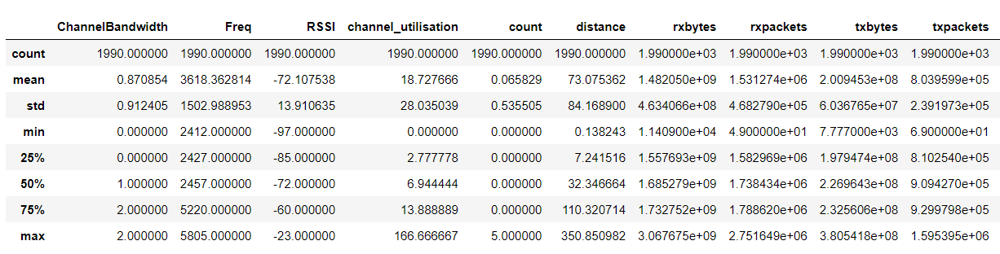 ChannelBandwidth Freq RSSI channel_utilisation count distance rxbytes rxpackets txbytes txpackets
count 1990.000000 1990.000000 1990.000000 1990.000000 1990.000000 1990.000000 1.990000e+03 1.990000e+03 1.990000e+03 1.990000e+03
mean 0.870854 3618.362814 -72.107538 18.727666 0.065829 73.075362 1.482050e+09 1.531274e+06 2.009453e+08 8.039599e+05
std 0.912405 1502.988953 13.910635 28.035039 0.535505 84.168900 4.634066e+08 4.682790e+05 6.036765e+07 2.391973e+05
min 0.000000 2412.000000 -97.000000 0.000000 0.000000 0.138243 1.140900e+04 4.900000e+01 7.777000e+03 6.900000e+01
25% 0.000000 2427.000000 -85.000000 2.777778 0.000000 7.241516 1.557693e+09 1.582969e+06 1.979474e+08 8.102540e+05
50% 1.000000 2457.000000 -72.000000 6.944444 0.000000 32.346664 1.685279e+09 1.738434e+06 2.269643e+08 9.094270e+05
75% 2.000000 5220.000000 -60.000000 13.888889 0.000000 110.320714 1.732752e+09 1.788620e+06 2.325606e+08 9.299798e+05
max 2.000000 5805.000000 -23.000000 166.666667 5.000000 350.850982 3.067675e+09 2.751649e+06 3.805418e+08 1.595395e+06